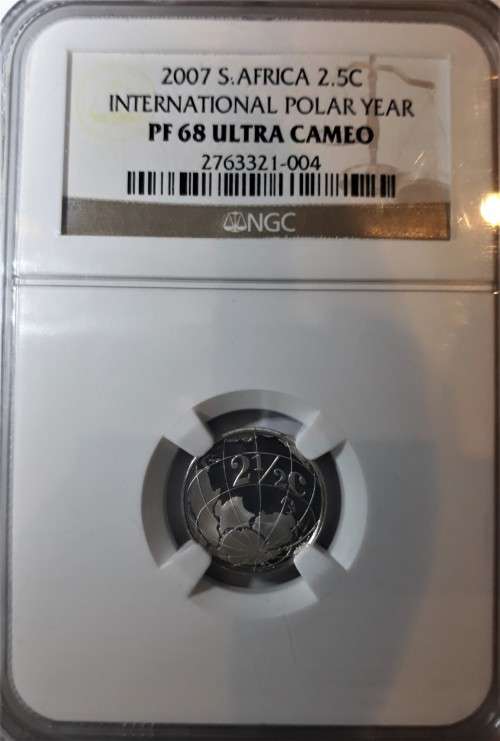 2007 S.AFRICA 2.5C
INTERNATIONAL POLAR YEAR
PF 68 ULTRA CAMEO
2763321-004
NGC
2½C